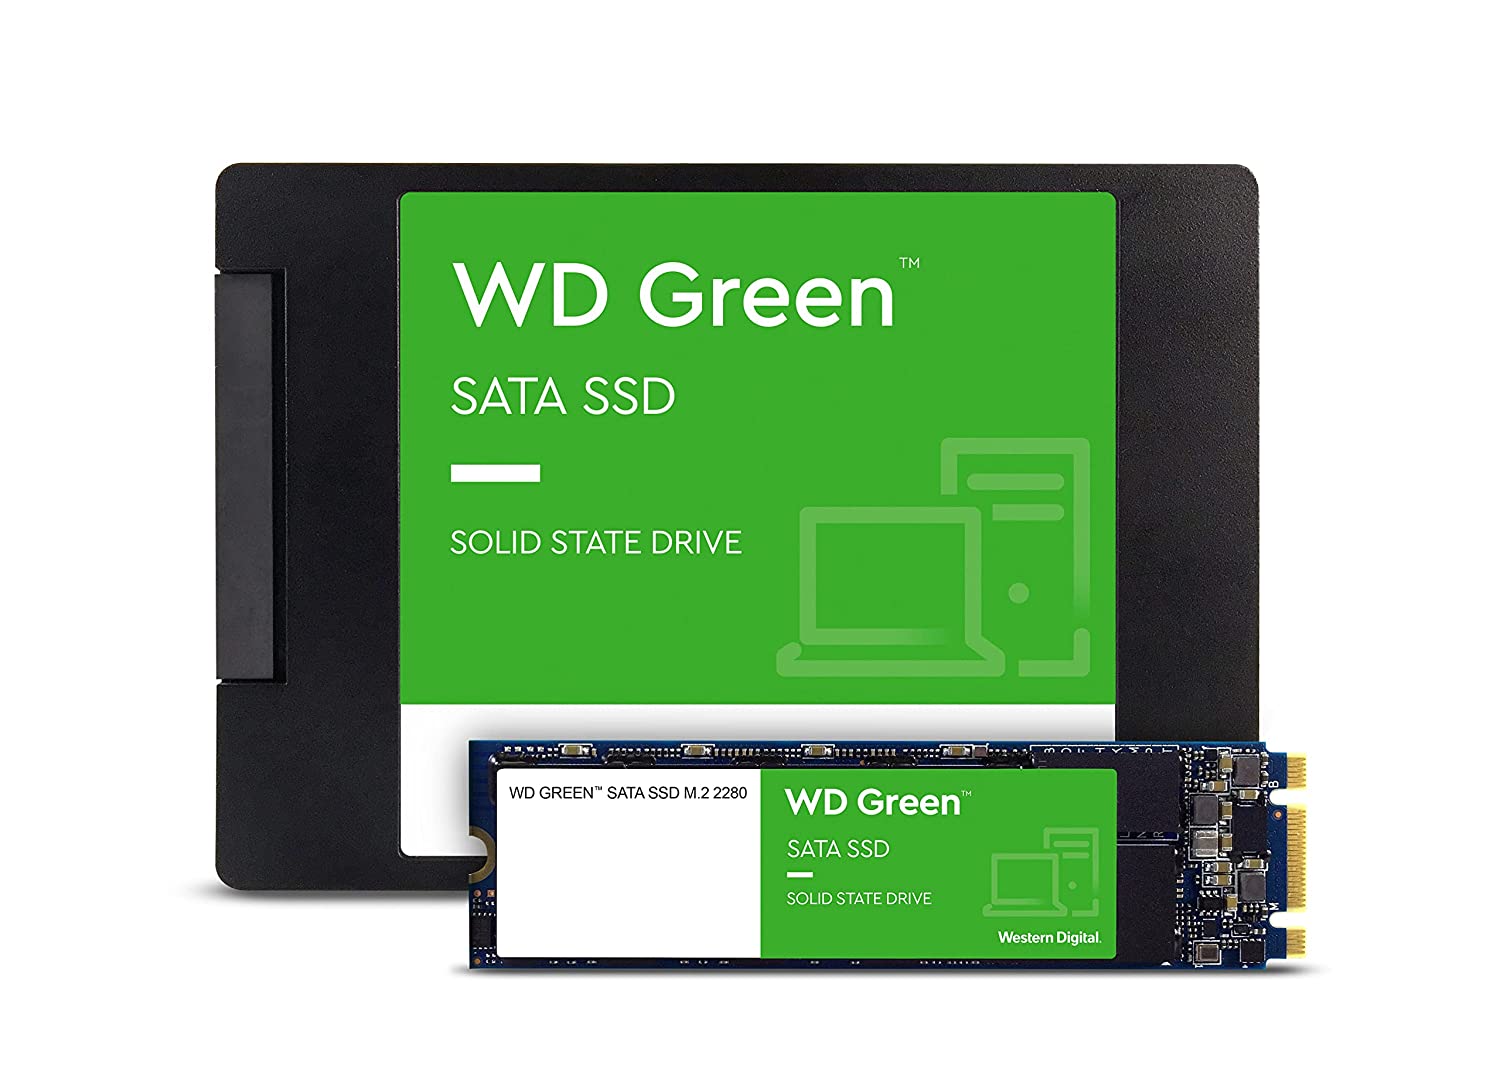 WD Green™
SATA SSD
SOLID STATE DRIVE
WD GREEN™ SATA SSD M.2 2280
WD Green™
SATA SSD
SOLID STATE DRIVE
Western Digital.
B
M